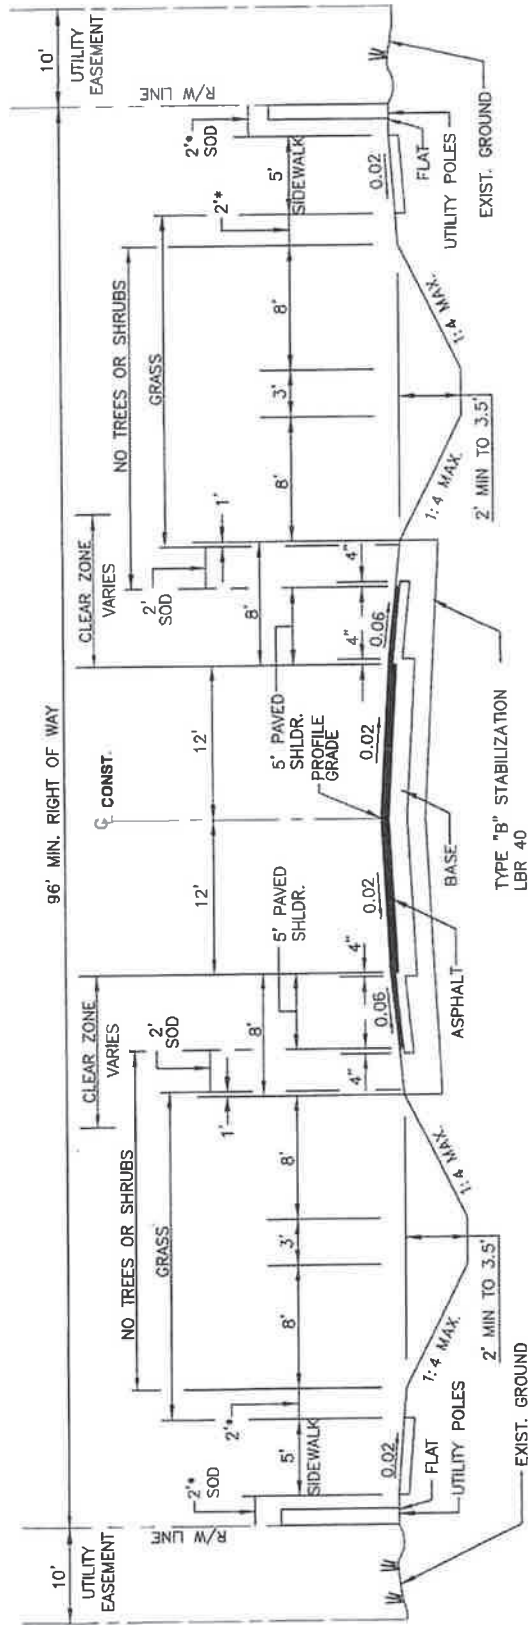 96' MIN. RIGHT OF WAY
10'
UTILITY
EASEMENT
R/W LINE
2'*
SOD
5'
SIDEWALK
2'*
NO TREES OR SHRUBS
GRASS
8'
3'
8'
CLEAR ZONE
VARIES
2'
SOD
1'
8'
5' PAVED
SHLDR.
4"
4"
12'
℄ CONST.
12'
PROFILE
GRADE
5' PAVED
SHLDR.
8'
4"
4"
CLEAR ZONE
VARIES
2'
SOD
1'
NO TREES OR SHRUBS
GRASS
8'
3'
8'
2'*
5'
SIDEWALK
2'*
SOD
R/W LINE
10'
UTILITY
EASEMENT
0.02
FLAT
UTILITY POLES
EXIST. GROUND
1:4 MAX.
2' MIN TO 3.5'
1:4 MAX.
0.06
0.02
ASPHALT
BASE
TYPE "B" STABILIZATION
LBR 40
0.02
0.06
1:4 MAX.
2' MIN TO 3.5'
1:4 MAX.
0.02
FLAT
UTILITY POLES
EXIST. GROUND